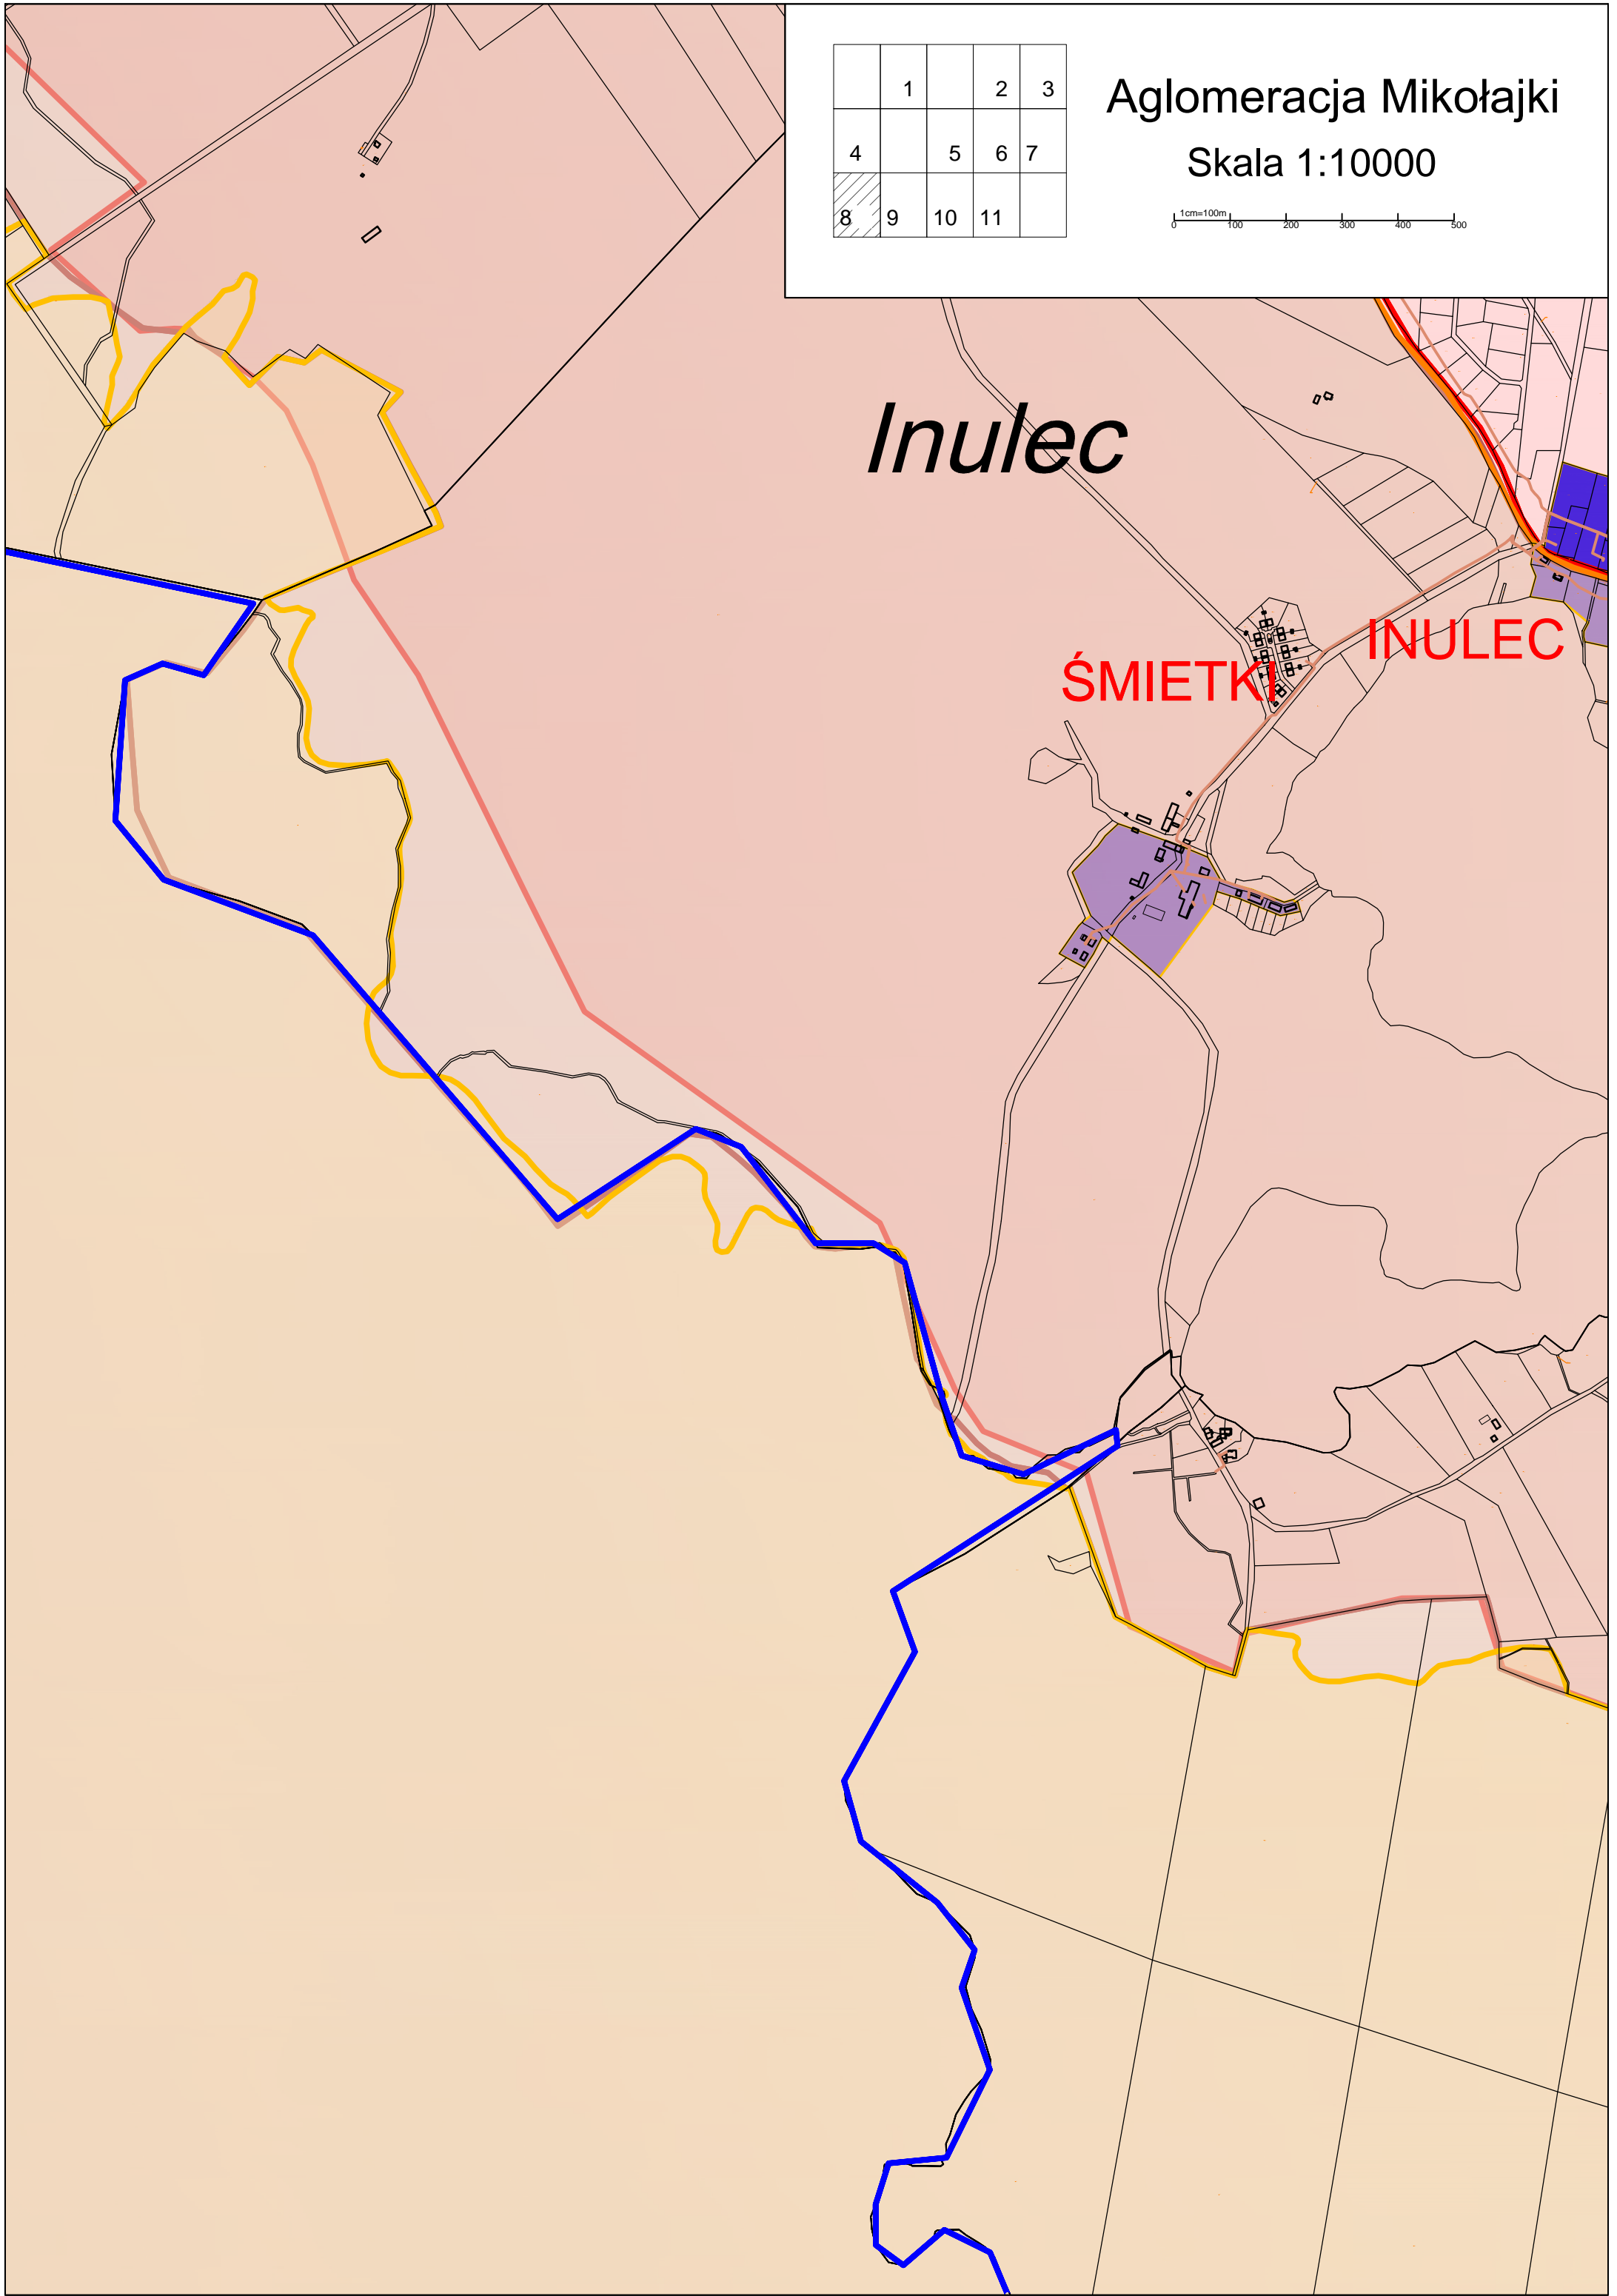 1 2 3
4 5 6 7
8 9 10 11
Aglomeracja Mikołajki
Skala 1:10000
1cm=100m
0 100 200 300 400 500
Inulec
INULEC
ŚMIETKI